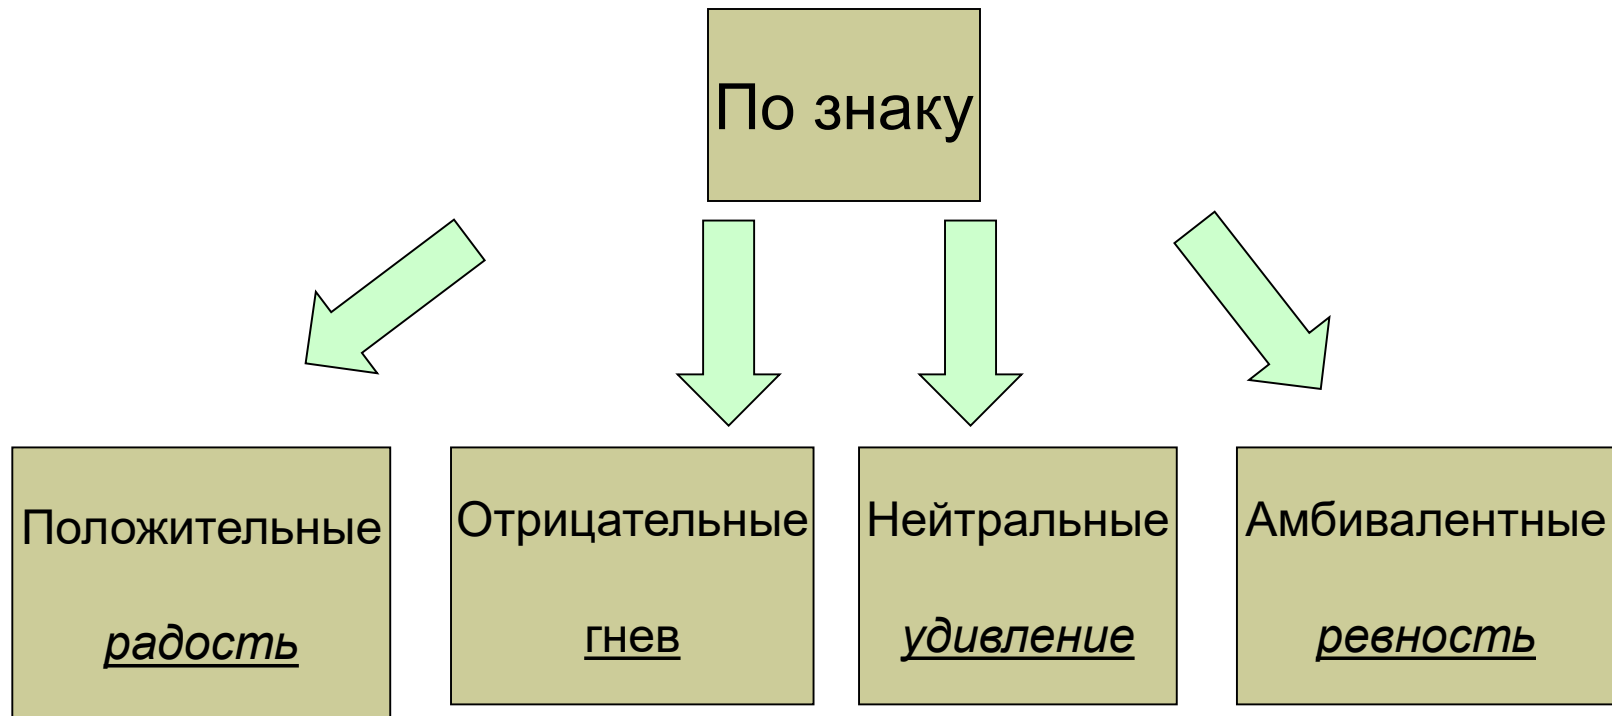 По знаку
Положительные
радость
Отрицательные
гнев
Нейтральные
удивление
Амбивалентные
ревность